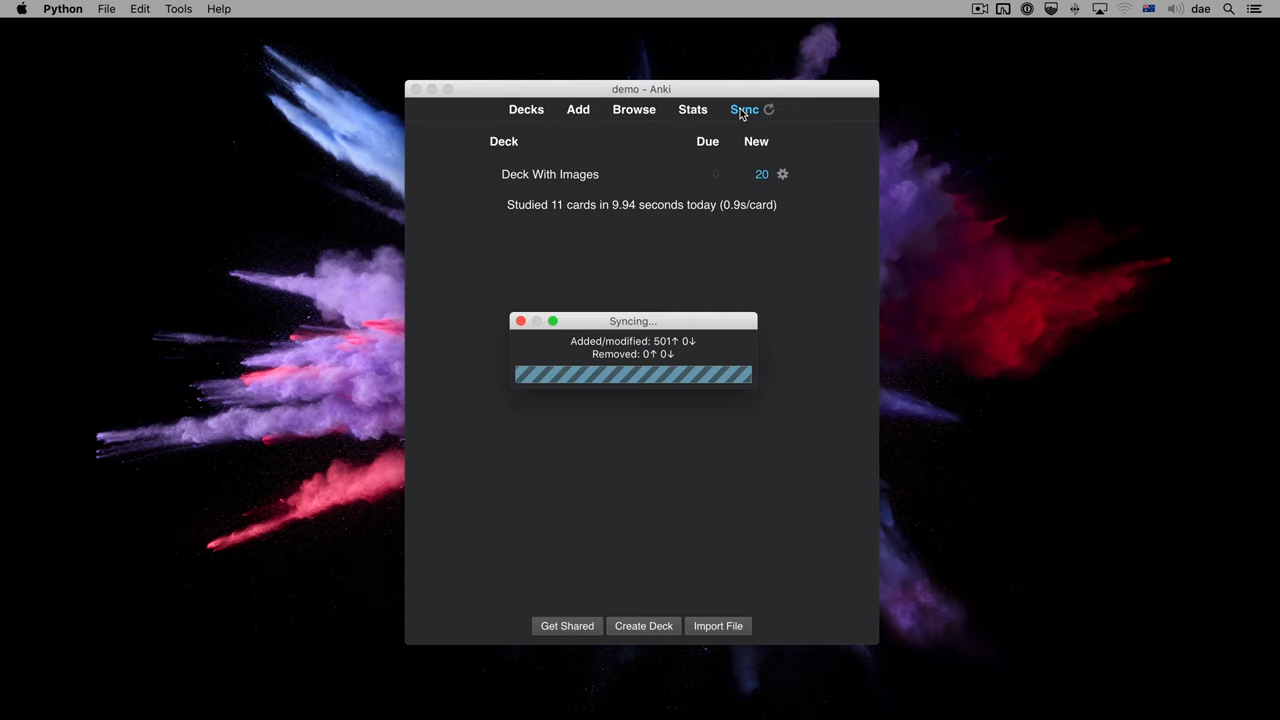 Python File Edit Tools Help dae
demo - Anki
Decks Add Browse Stats Sync
Deck Due New
Deck With Images 0 20
Studied 11 cards in 9.94 seconds today (0.9s/card)
Syncing...
Added/modified: 501↑ 0↓
Removed: 0↑ 0↓
Get Shared Create Deck Import File